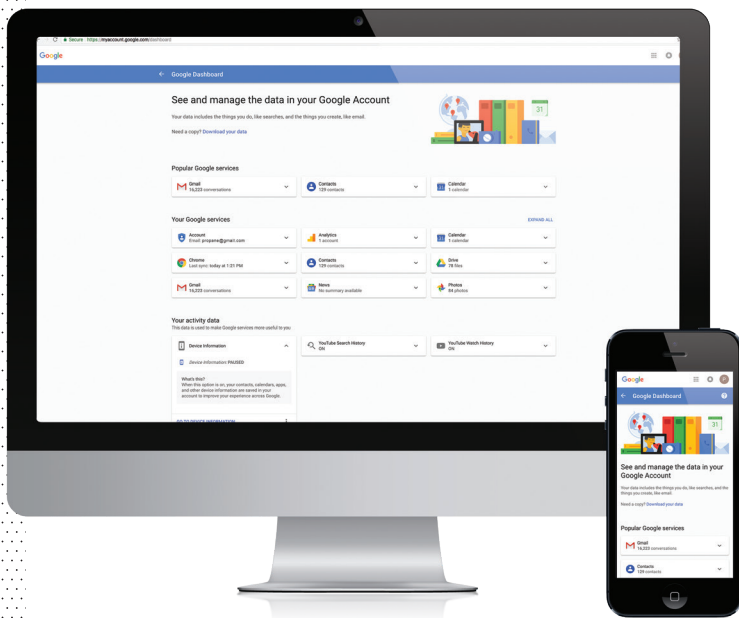 Secure https://myaccount.google.com/dashboard
Google
Google Dashboard
See and manage the data in your Google Account
Your data includes the things you do, like searches, and the things you create, like email.
Need a copy? Download your data
31
Popular Google services
Gmail
16,223 conversations
Contacts
129 contacts
31
Calendar
1 calendar
Your Google services
EXPAND ALL
Account
Email: propane@gmail.com
Analytics
1 account
31
Calendar
1 calendar
Chrome
Last sync: today at 1:31 PM
Contacts
129 contacts
Drive
78 files
Gmail
16,223 conversations
News
No summary available
Photos
84 photos
Your activity data
This data is used to make Google services more useful to you
Device Information
YouTube Search History
ON
YouTube Watch History
ON
Device Information: PAUSED
What's this?
When this option is on, your contacts, calendars, apps,
and other device information are saved in your
account to improve your experience across Google.
GO TO DEVICE INFORMATION
Google
P
Google Dashboard
31
See and manage the data in your
Google Account
Your data includes the things you do, like searches, and the
things you create, like email.
Need a copy? Download your data
Popular Google services
Gmail
16,223 conversations
Contacts
129 contacts